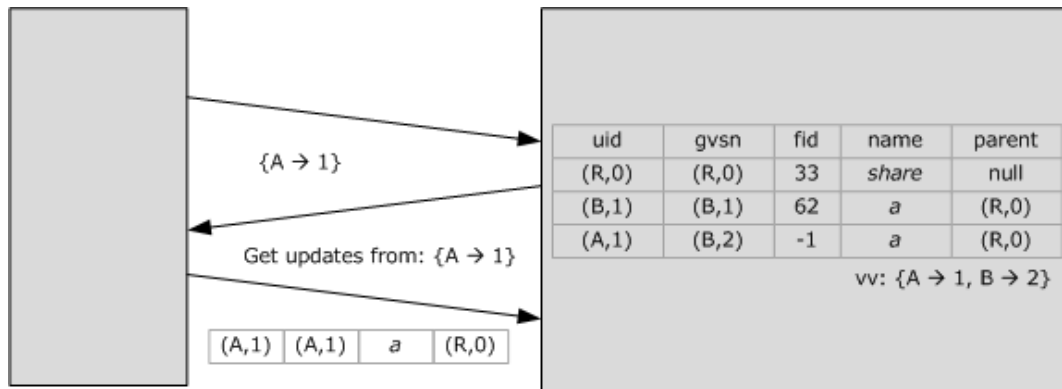 uid gvsn fid name parent
(R,0) (R,0) 33 share null
(B,1) (B,1) 62 a (R,0)
(A,1) (B,2) -1 a (R,0)
vv: {A → 1, B → 2}
{A → 1}
Get updates from: {A → 1}
(A,1) (A,1) a (R,0)